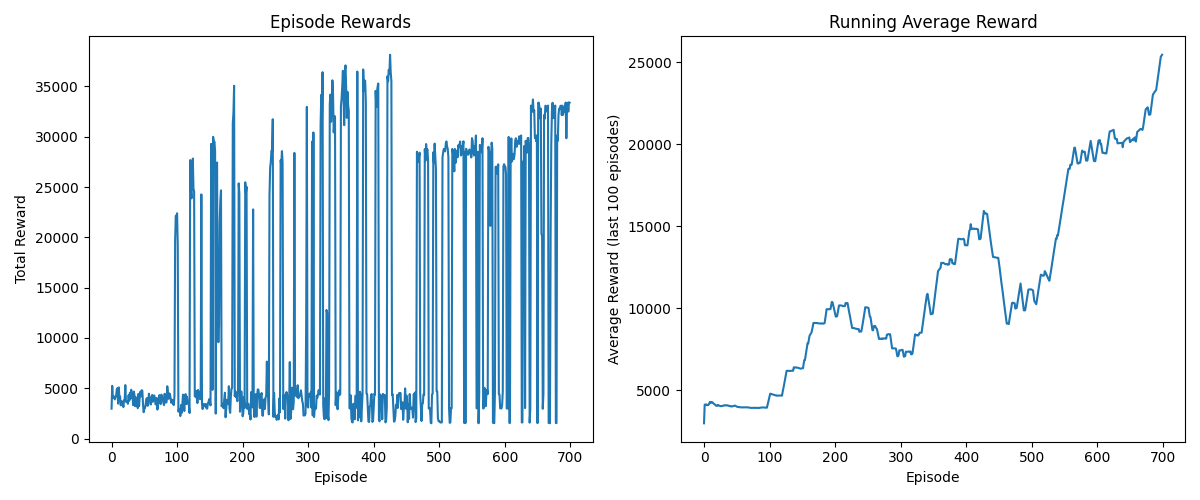 Episode Rewards
Total Reward
35000
30000
25000
20000
15000
10000
5000
0
0 100 200 300 400 500 600 700
Episode
Running Average Reward
Average Reward (last 100 episodes)
25000
20000
15000
10000
5000
0 100 200 300 400 500 600 700
Episode